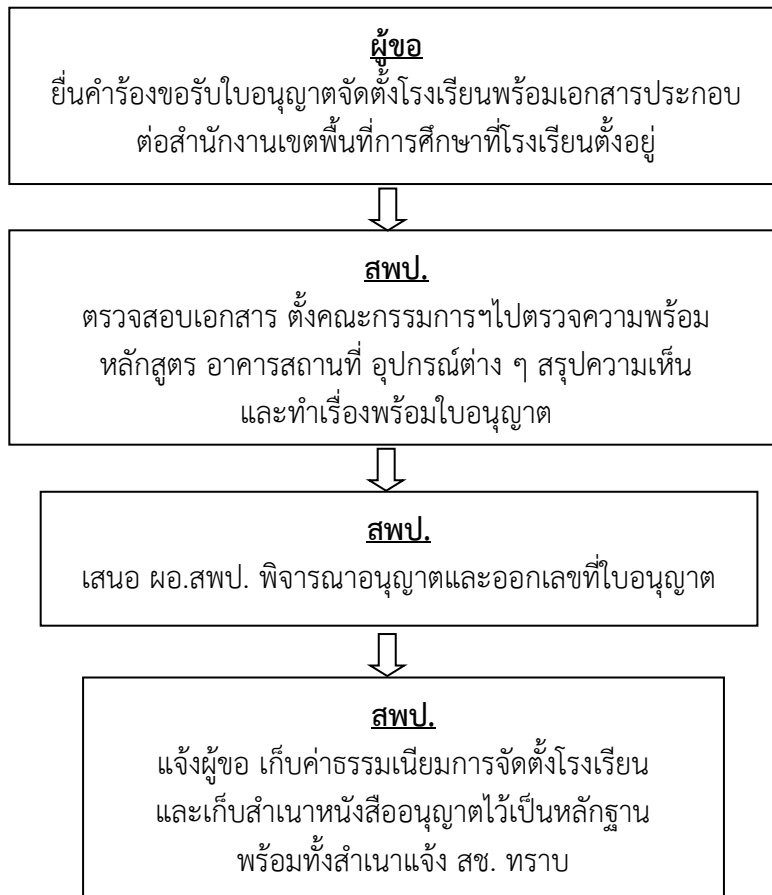 ผู้ขอ
ยื่นคำร้องขอรับใบอนุญาตจัดตั้งโรงเรียนพร้อมเอกสารประกอบ
ต่อสำนักงานเขตพื้นที่การศึกษาที่โรงเรียนตั้งอยู่
สพป.
ตรวจสอบเอกสาร ตั้งคณะกรรมการฯไปตรวจความพร้อม
หลักสูตร อาคารสถานที่ อุปกรณ์ต่าง ๆ สรุปความเห็น
และทำเรื่องพร้อมใบอนุญาต
สพป.
เสนอ ผอ.สพป. พิจารณาอนุญาตและออกเลขที่ใบอนุญาต
สพป.
แจ้งผู้ขอ เก็บค่าธรรมเนียมการจัดตั้งโรงเรียน
และเก็บสำเนาหนังสืออนุญาตไว้เป็นหลักฐาน
พร้อมทั้งสำเนาแจ้ง สช. ทราบ